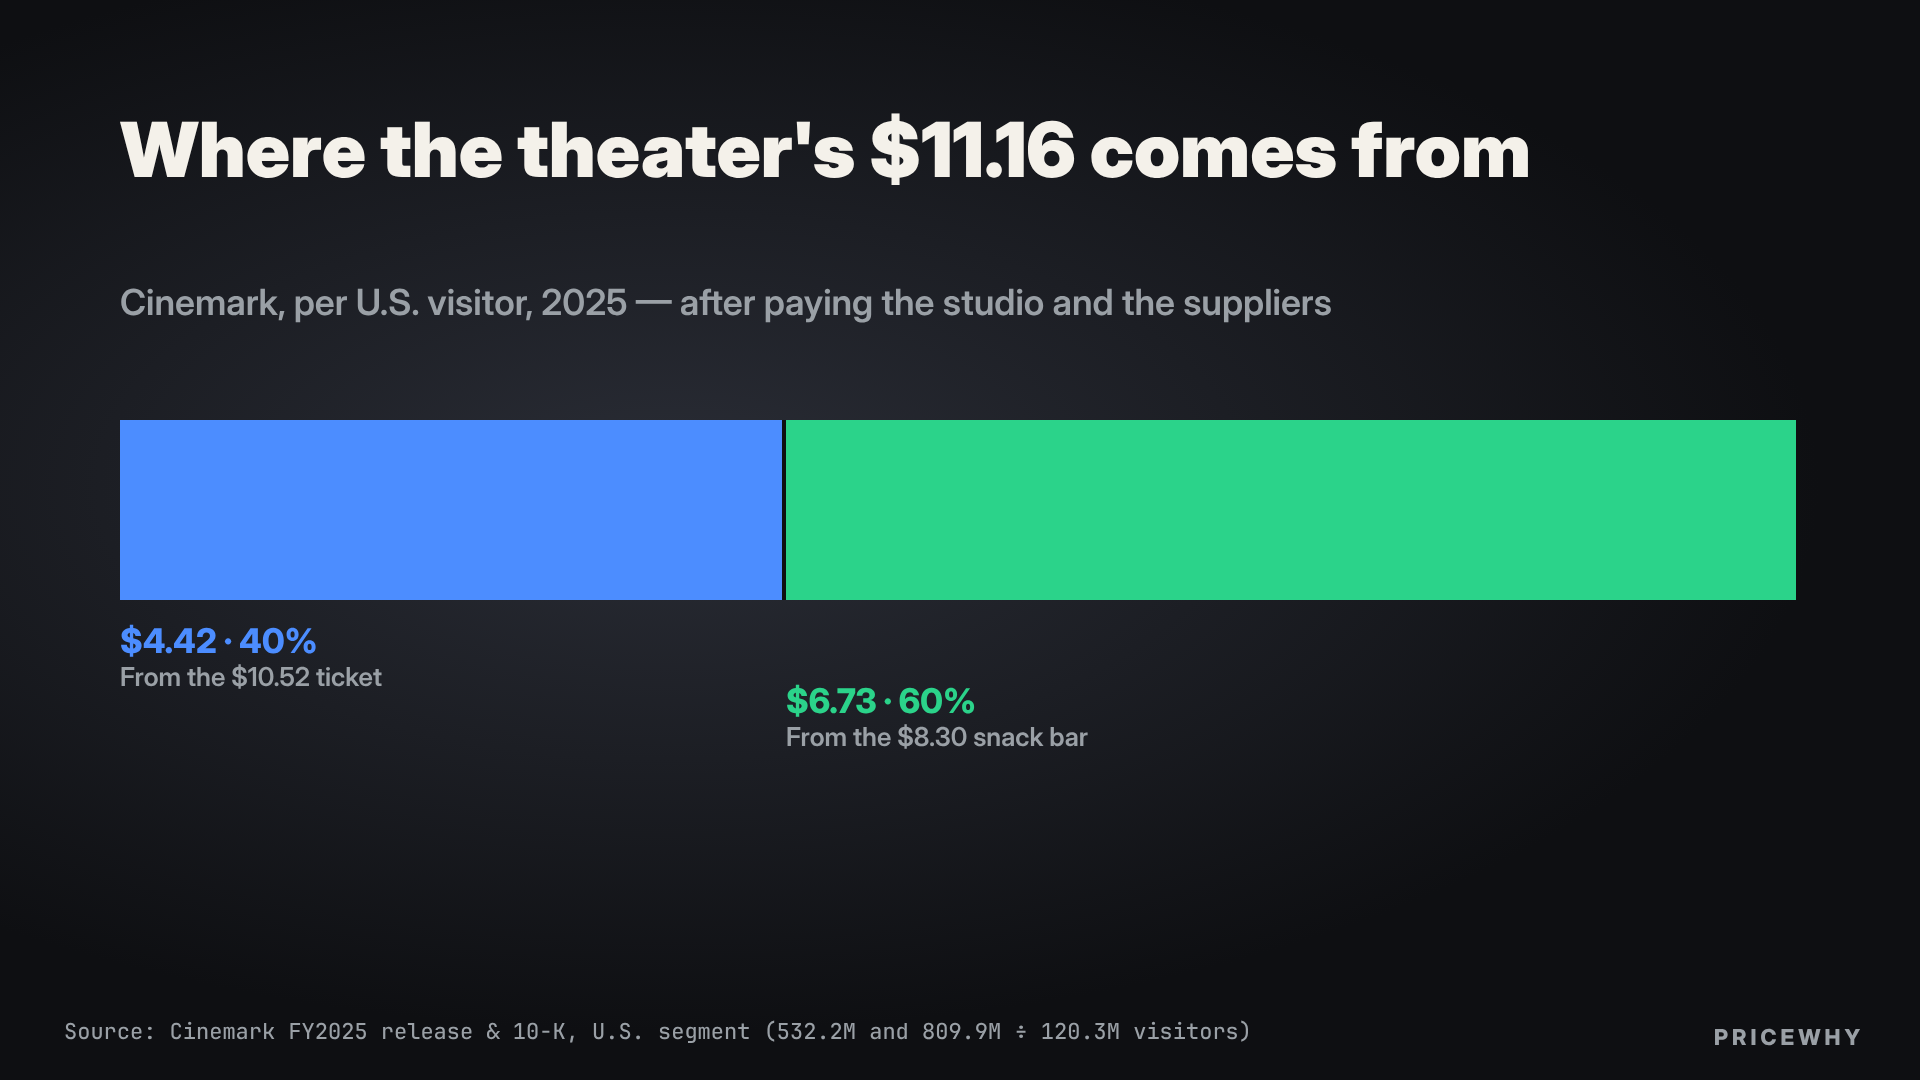 Where the theater's $11.16 comes from
Cinemark, per U.S. visitor, 2025 — after paying the studio and the suppliers
$4.42 · 40%
From the $10.52 ticket
$6.73 · 60%
From the $8.30 snack bar
Source: Cinemark FY2025 release & 10-K, U.S. segment (532.2M and 809.9M ÷ 120.3M visitors)
PRICEWHY